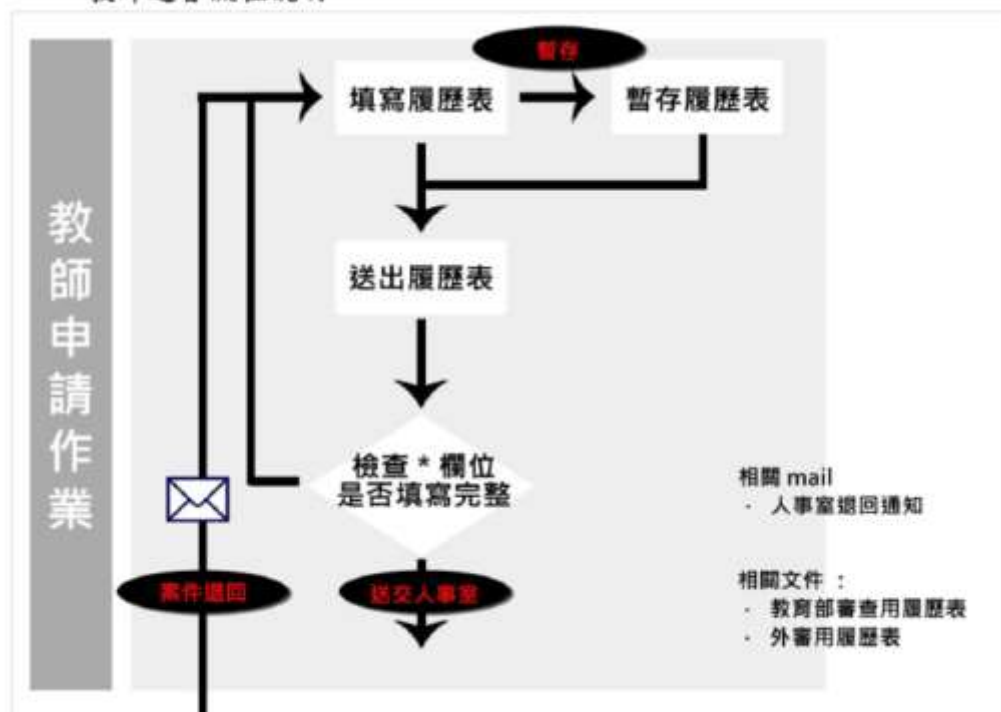 暫存
填寫履歷表
暫存履歷表
教師申請作業
送出履歷表
檢查 * 欄位
是否填寫完整
相關 mail
· 人事室退回通知
案件退回
送交人事室
相關文件 :
· 教育部審查用履歷表
· 外審用履歷表